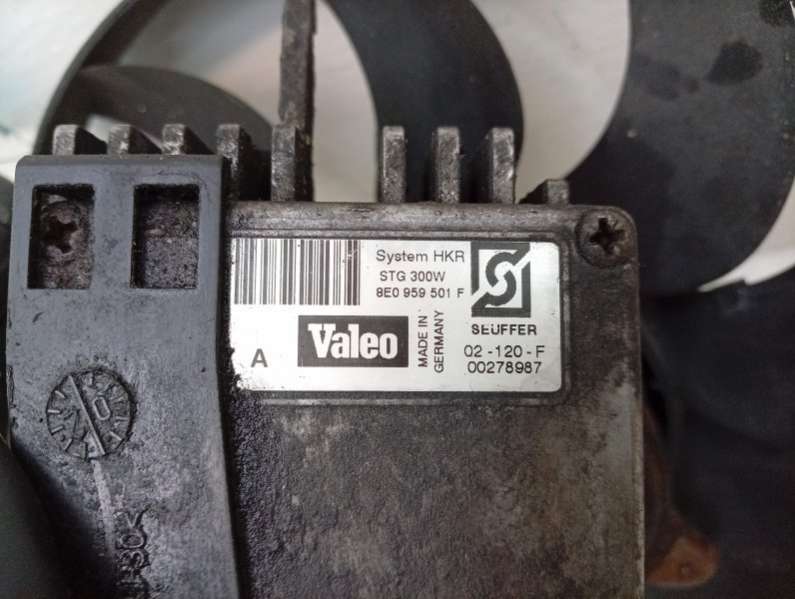 System HKR
STG 300W
8E0 959 501 F
SEUFFER
A
Valeo
MADE IN
GERMANY
02-120-F
00278987